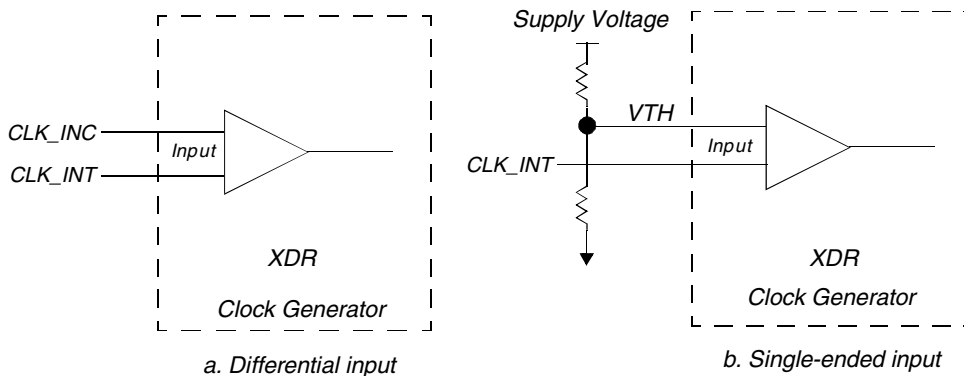 CLK_INC
CLK_INT
Input
XDR
Clock Generator
a. Differential input
Supply Voltage
VTH
CLK_INT
Input
XDR
Clock Generator
b. Single-ended input